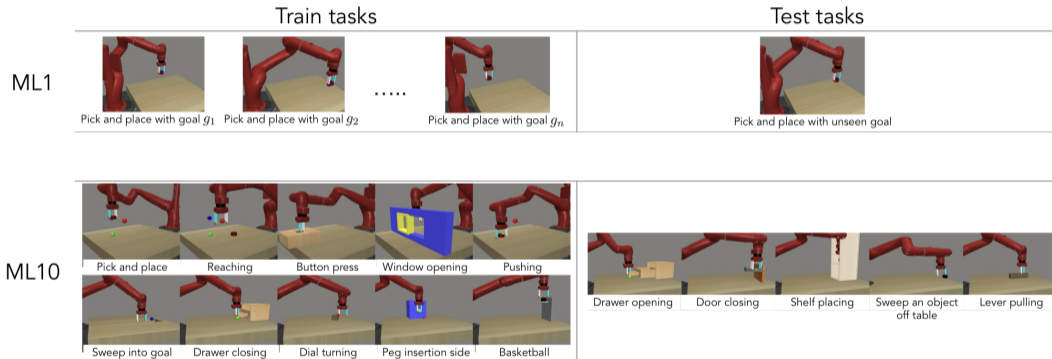 Train tasks
Test tasks
ML1
Pick and place with goal g₁
Pick and place with goal g₂
.....
Pick and place with goal gₙ
Pick and place with unseen goal
ML10
Pick and place
Reaching
Button press
Window opening
Pushing
Sweep into goal
Drawer closing
Dial turning
Peg insertion side
Basketball
Drawer opening
Door closing
Shelf placing
Sweep an object
off table
Lever pulling